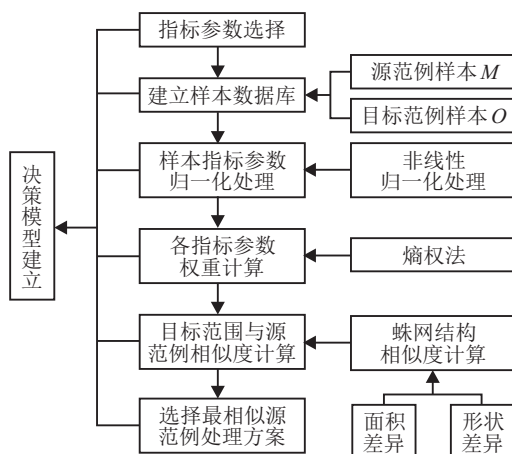 指标参数选择
建立样本数据库
源范例样本M
目标范例样本O
样本指标参数
归一化处理
非线性
归一化处理
决策模型建立
各指标参数
权重计算
熵权法
目标范围与源
范例相似度计算
蛛网结构
相似度计算
选择最相似源
范例处理方案
面积
差异
形状
差异